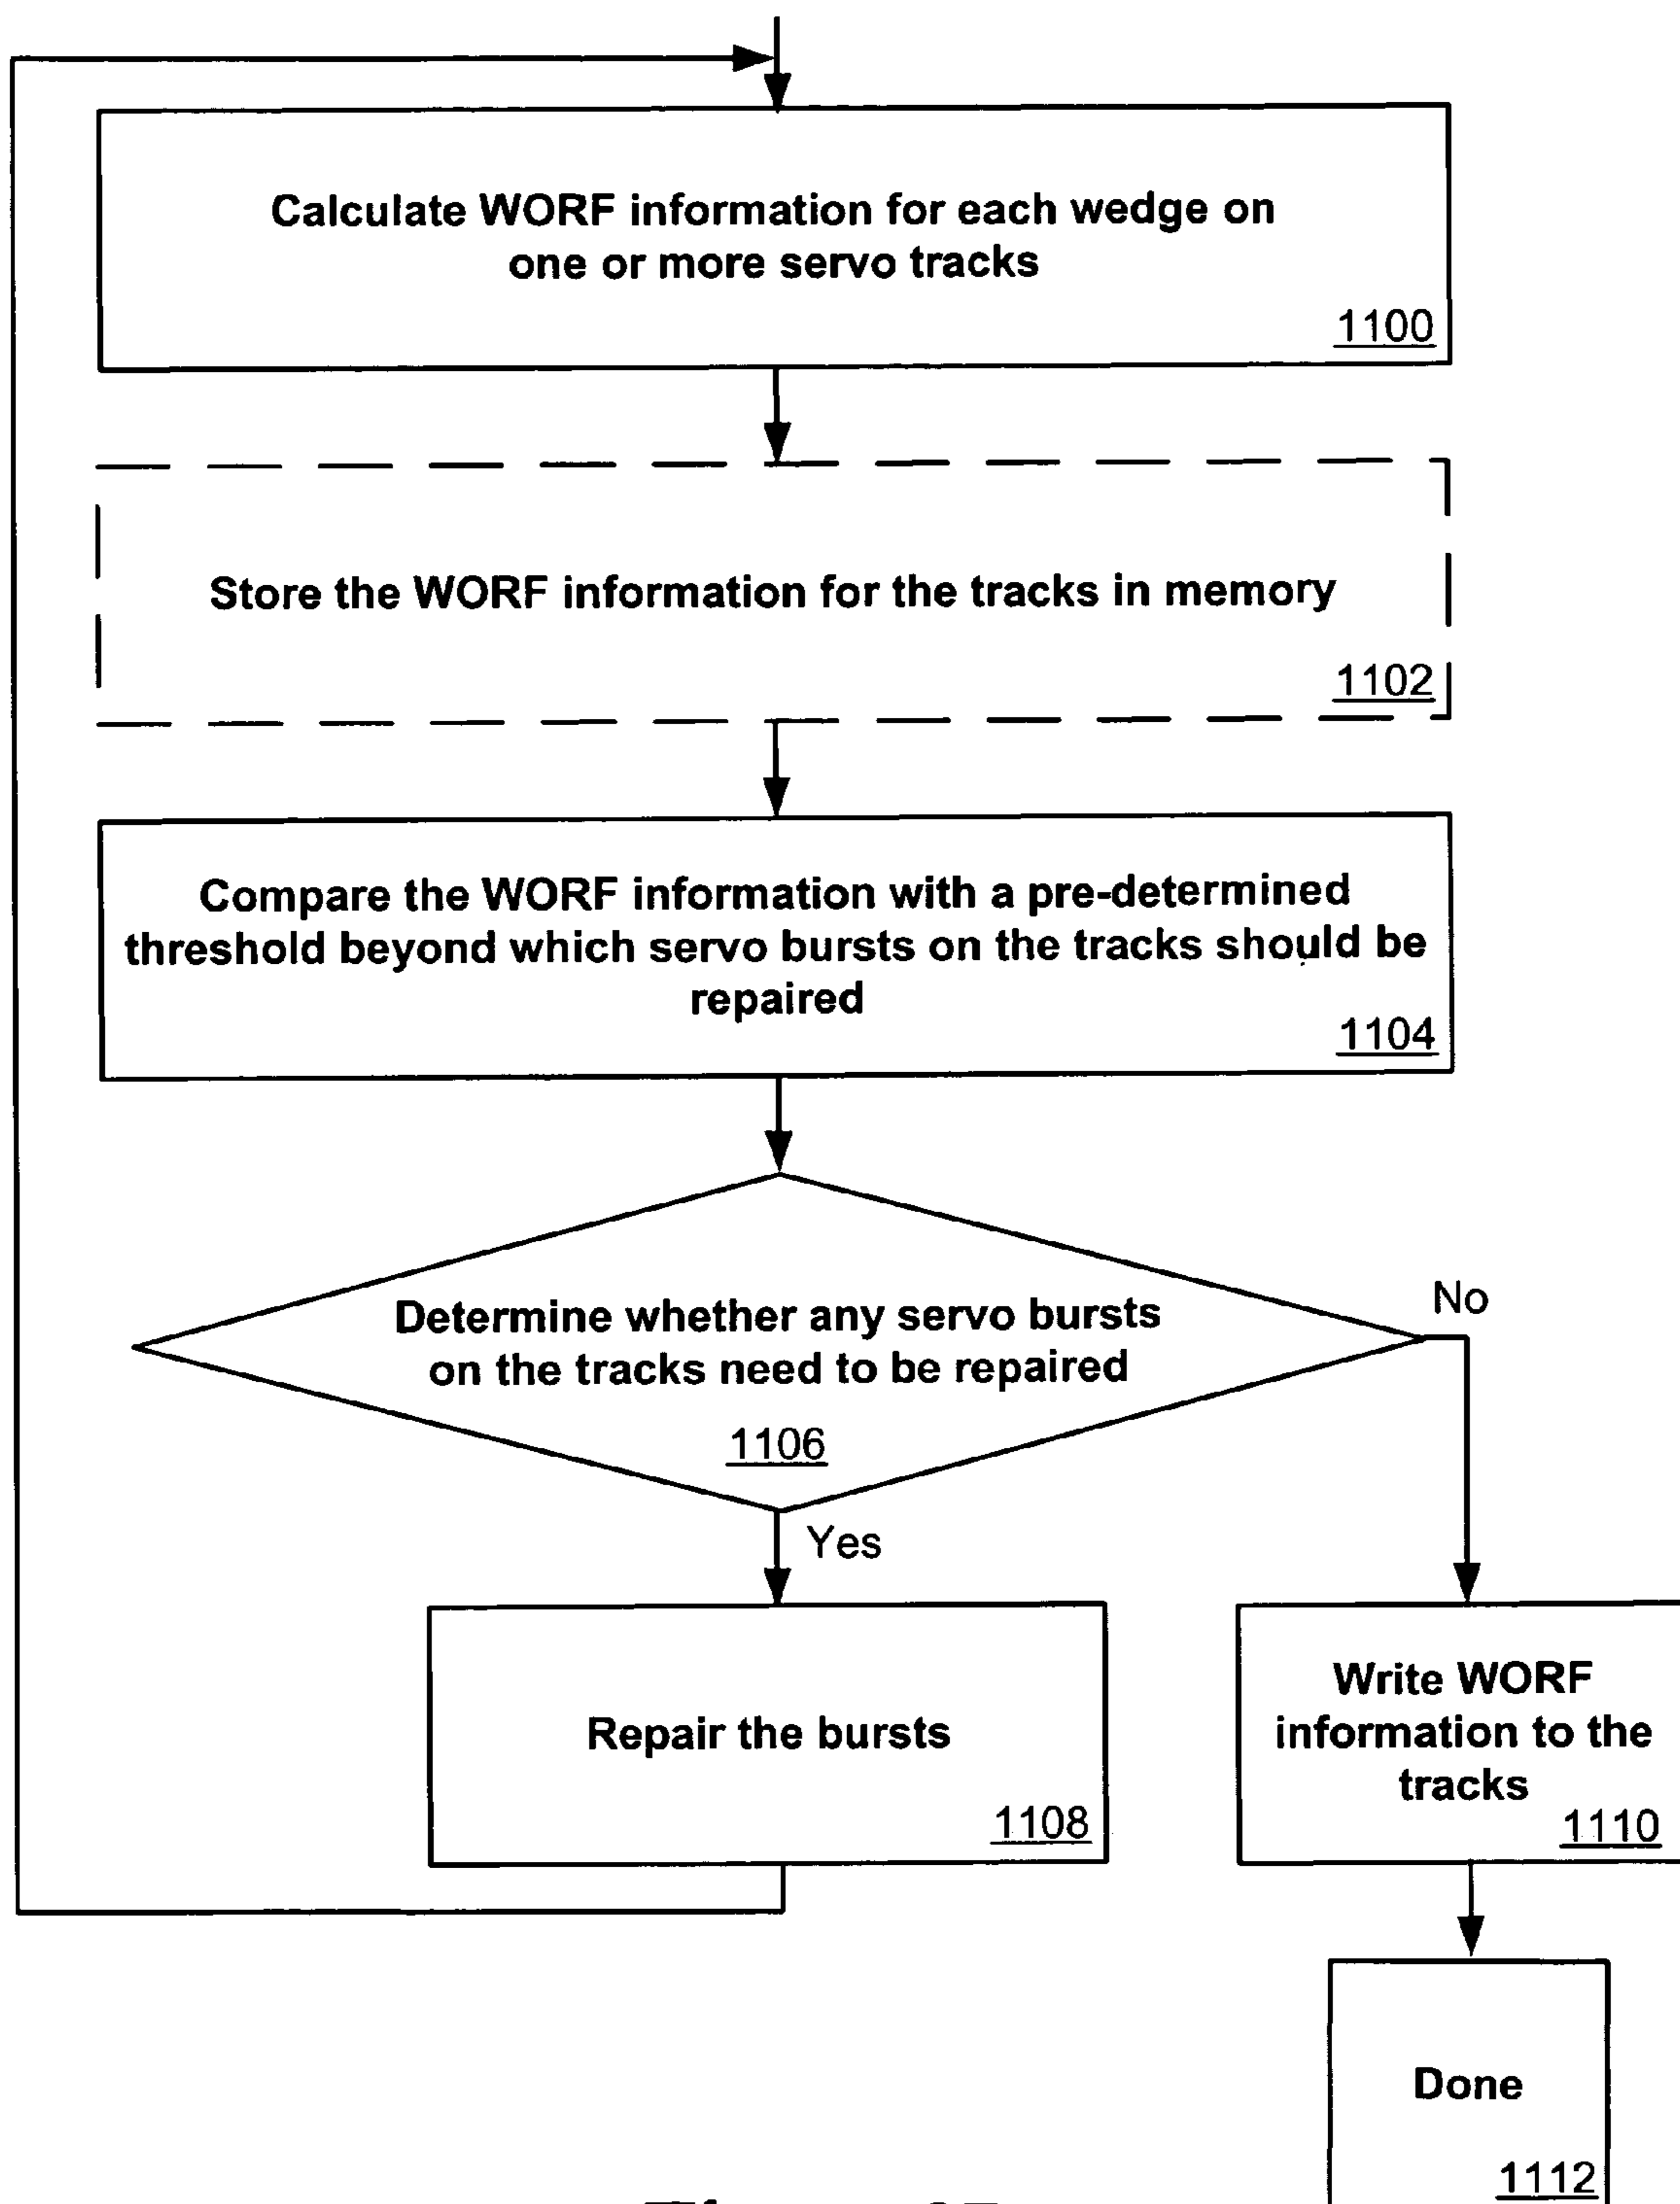 Calculate WORF information for each wedge on
one or more servo tracks
1100
Store the WORF information for the tracks in memory
1102
Compare the WORF information with a pre-determined
threshold beyond which servo bursts on the tracks should be
repaired
1104
Determine whether any servo bursts
on the tracks need to be repaired
1106
No
Yes
Repair the bursts
1108
Write WORF
information to the
tracks
1110
Done
1112